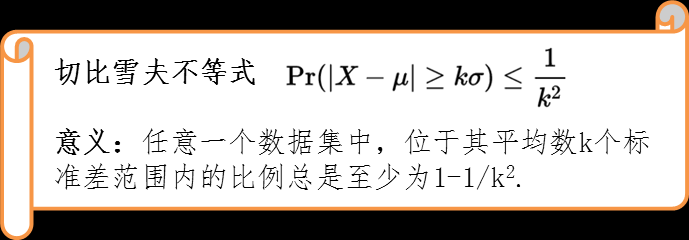 切比雪夫不等式 Pr(|X − μ| ≥ kσ) ≤ 1/k²
意义：任意一个数据集中，位于其平均数k个标
准差范围内的比例总是至少为1-1/k².